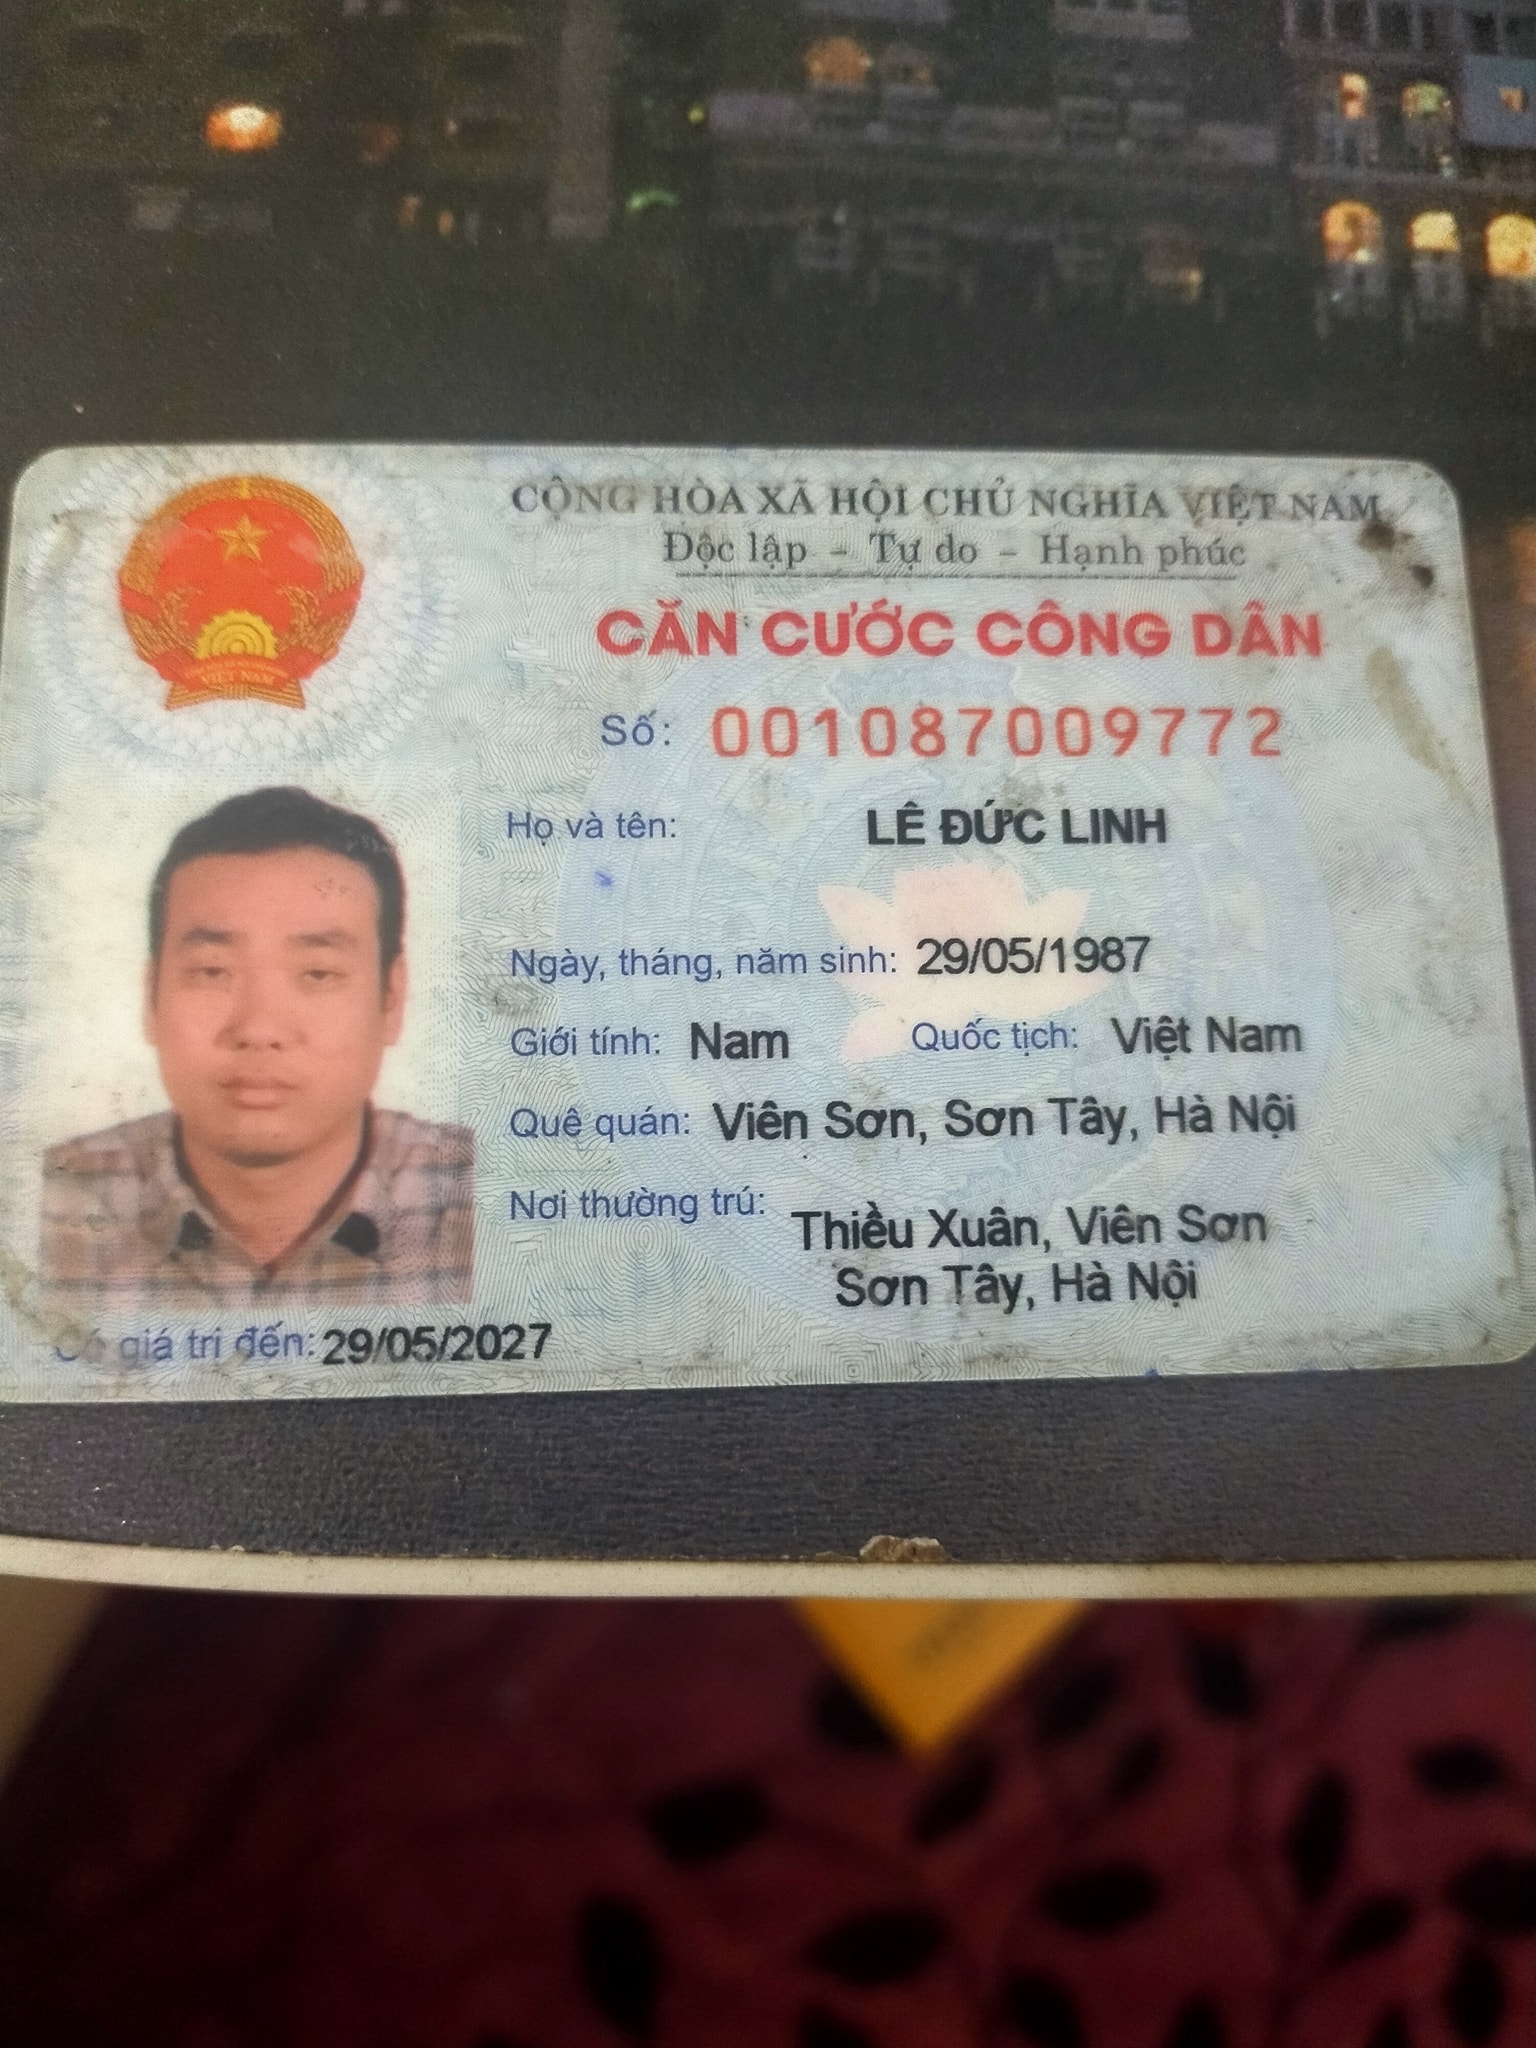 CỘNG HÒA XÃ HỘI CHỦ NGHĨA VIỆT NAM
Độc lập - Tự do - Hạnh phúc
CĂN CƯỚC CÔNG DÂN
Số: 001087009772
Họ và tên: LÊ ĐỨC LINH
Ngày, tháng, năm sinh: 29/05/1987
Giới tính: Nam Quốc tịch: Việt Nam
Quê quán: Viên Sơn, Sơn Tây, Hà Nội
Nơi thường trú: Thiều Xuân, Viên Sơn
Sơn Tây, Hà Nội
Có giá trị đến: 29/05/2027
VIỆT NAM